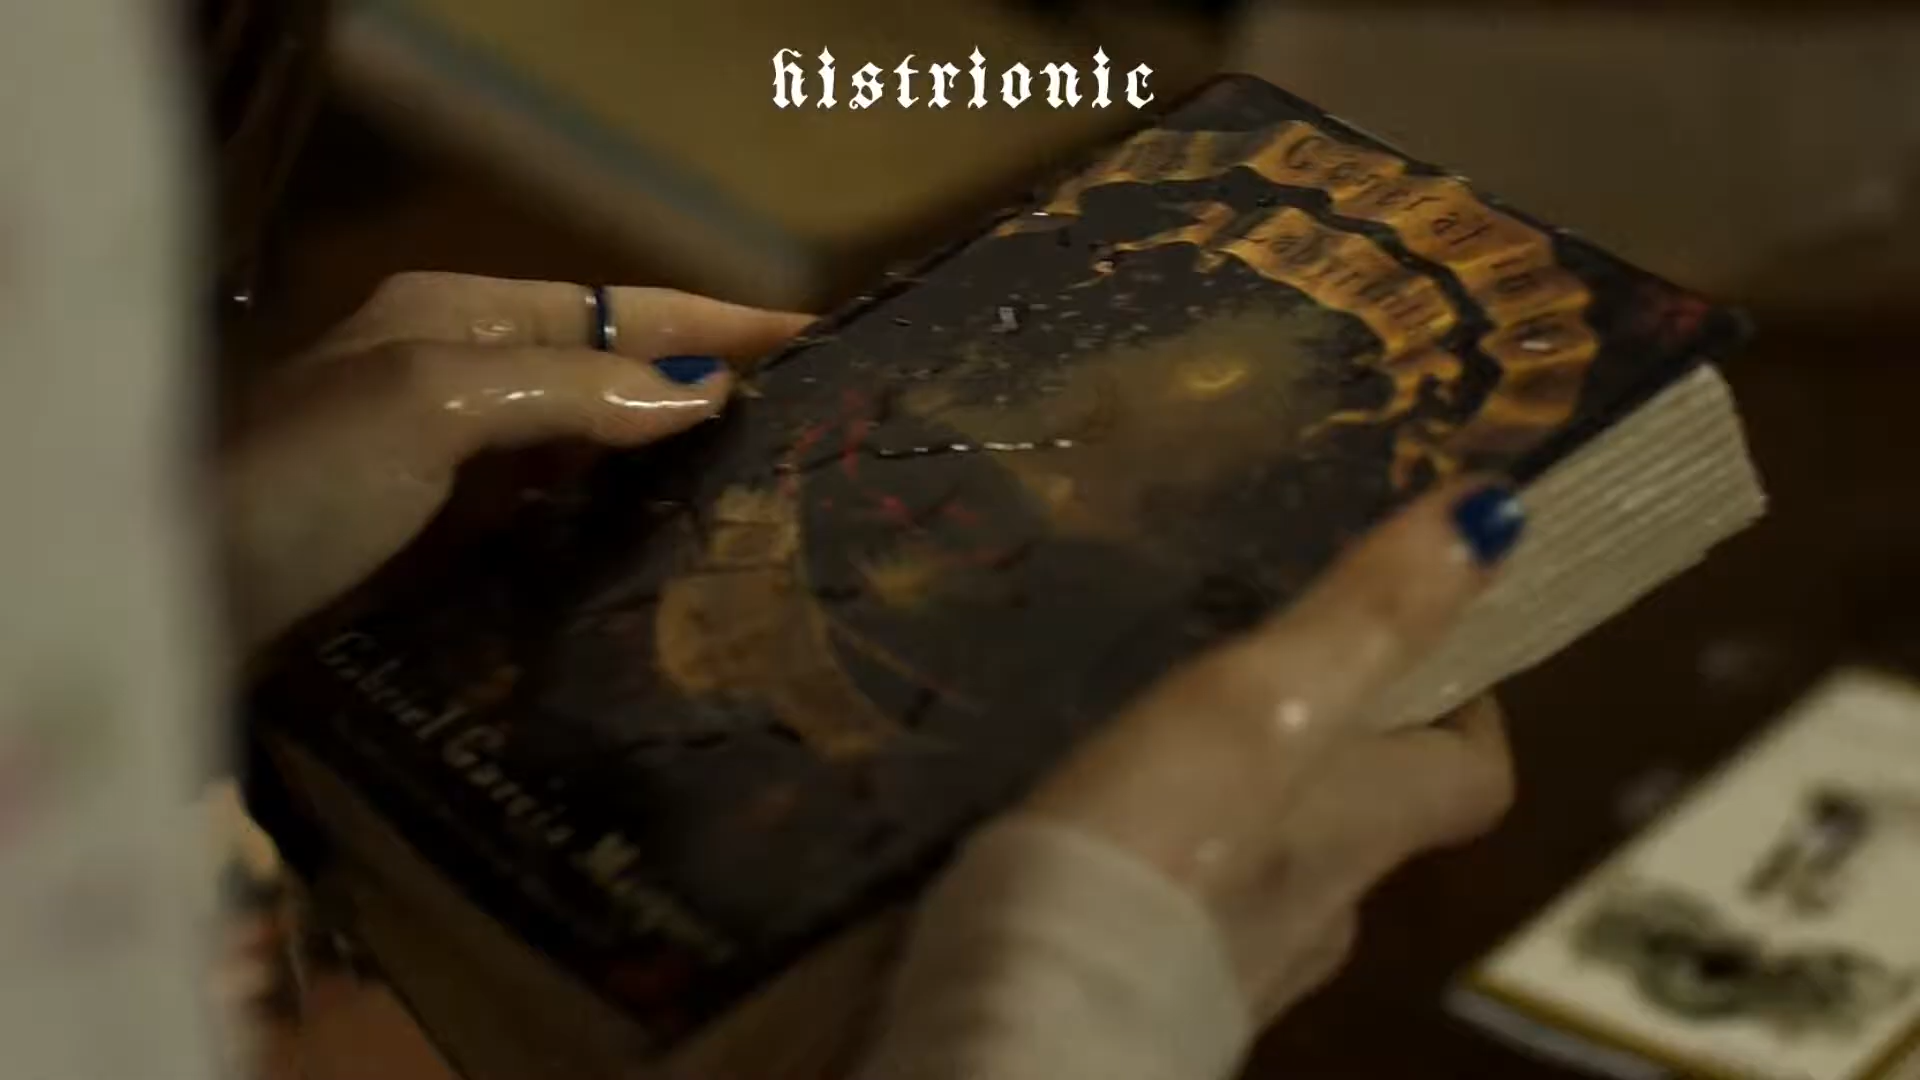 histrionic
General in his
Labyrinth
Gabriel García Márquez